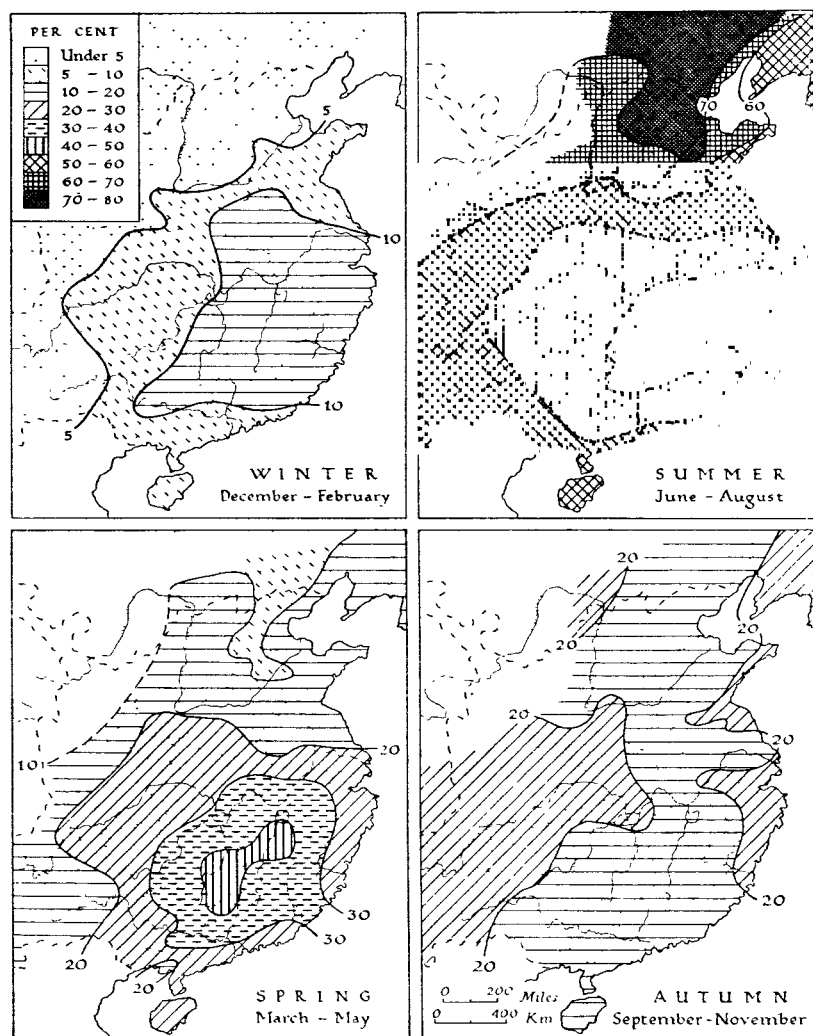 PER CENT
Under 5
5 – 10
10 – 20
20 – 30
30 – 40
40 – 50
50 – 60
60 – 70
70 – 80
5
10
10
5
WINTER
December – February
70
60
SUMMER
June – August
10
20
30
30
20
20
SPRING
March – May
20
20
20
20
20
20
20
0 200 Miles
0 400 Km
AUTUMN
September-November